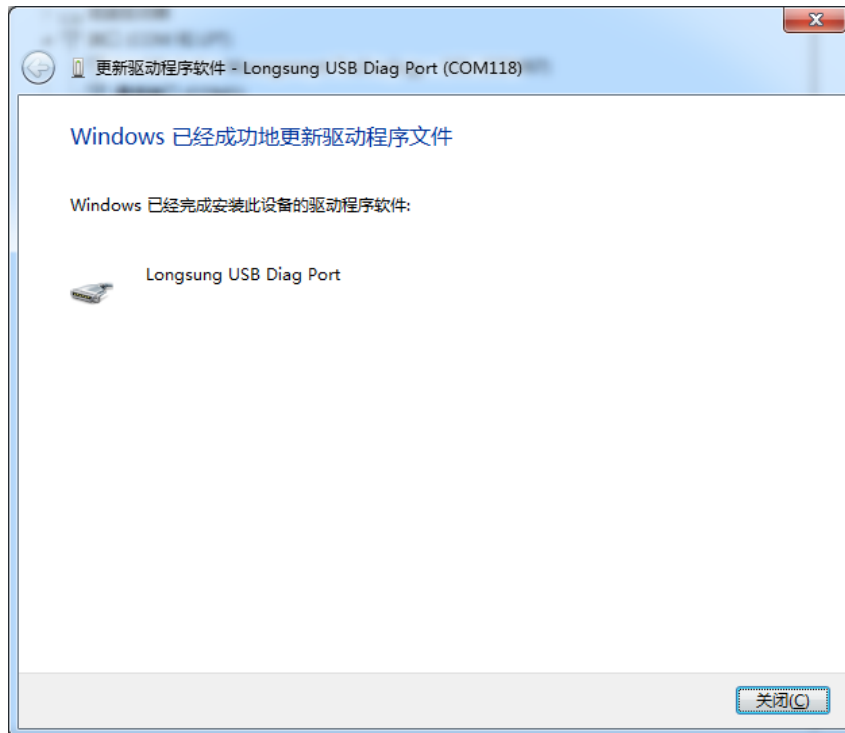 更新驱动程序软件 - Longsung USB Diag Port (COM118)
Windows 已经成功地更新驱动程序文件
Windows 已经完成安装此设备的驱动程序软件:
Longsung USB Diag Port
关闭(C)